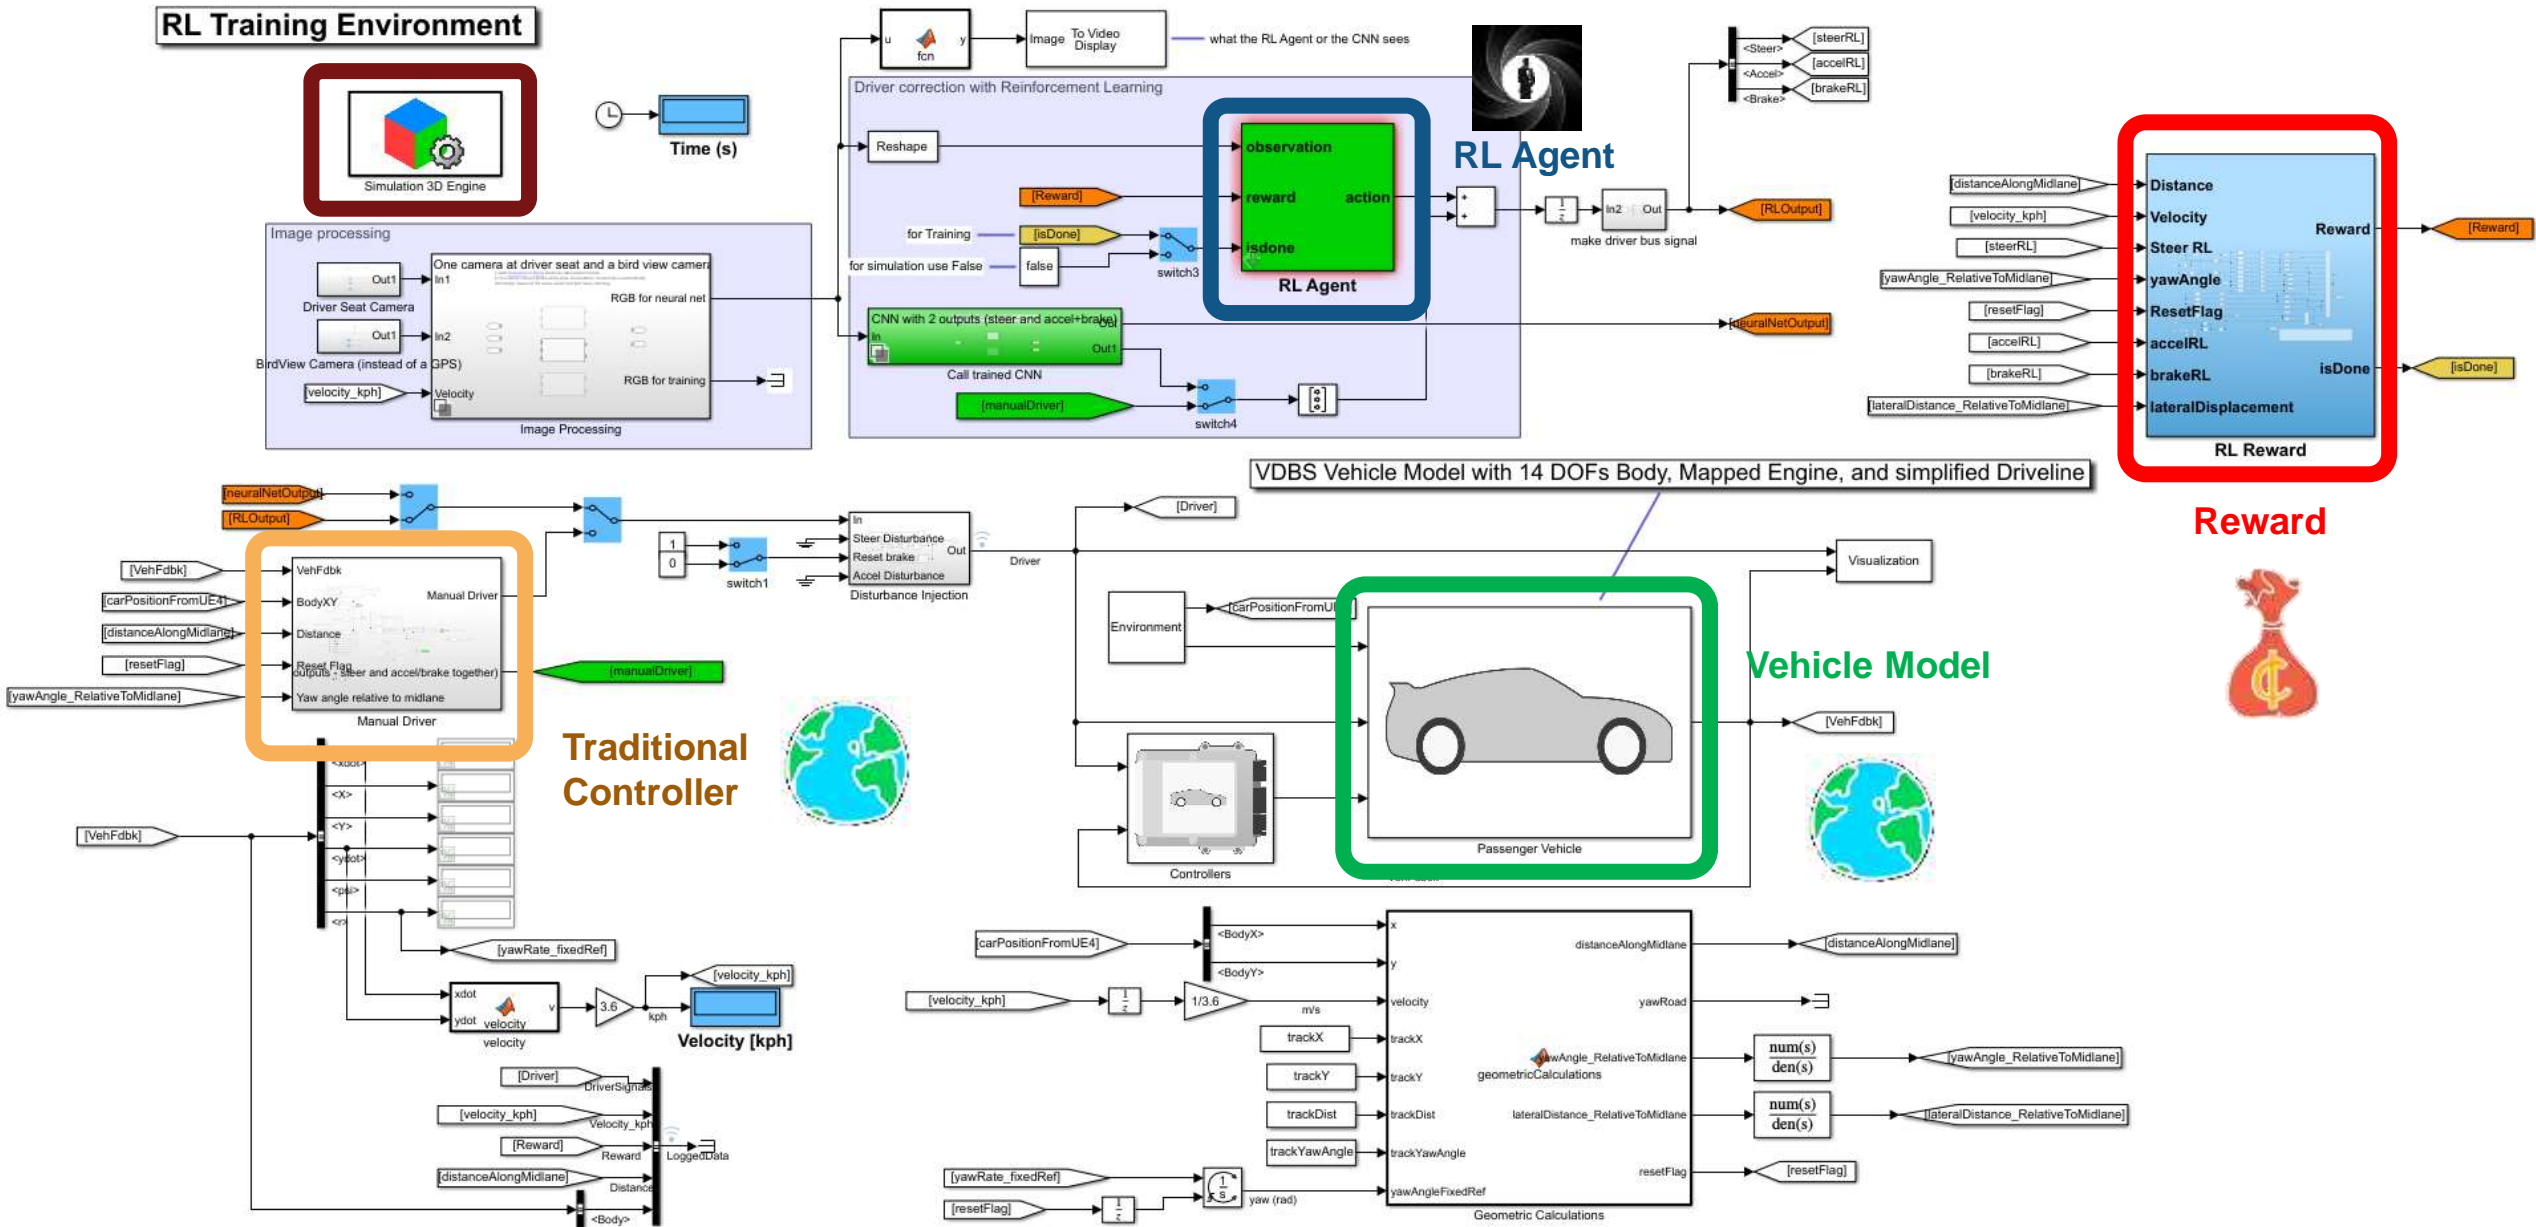 RL Training Environment
Simulation 3D Engine
Time (s)
u
fcn
y
Image
To Video
Display
what the RL Agent or the CNN sees
Driver correction with Reinforcement Learning
Reshape
[Reward]
for Training
[isDone]
for simulation use False
false
switch3
observation
reward
action
isdone
RL Agent
RL Agent
+
+
1
z
In2
Out
make driver bus signal
<Steer>
<Accel>
<Brake>
[steerRL]
[accelRL]
[brakeRL]
[RLOutput]
[neuralNetOutput]
CNN with 2 outputs (steer and accel+brake)
In
Out
Out1
Call trained CNN
[manualDriver]
switch4
Image processing
Out1
Driver Seat Camera
Out1
BirdView Camera (instead of a GPS)
[velocity_kph]
One camera at driver seat and a bird view camera
In1
In2
Velocity
RGB for neural net
RGB for training
Image Processing
[distanceAlongMidlane]
[velocity_kph]
[steerRL]
[yawAngle_RelativeToMidlane]
[resetFlag]
[accelRL]
[brakeRL]
[lateralDistance_RelativeToMidlane]
Distance
Velocity
Steer RL
yawAngle
ResetFlag
accelRL
brakeRL
lateralDisplacement
Reward
isDone
RL Reward
[Reward]
[isDone]
Reward
VDBS Vehicle Model with 14 DOFs Body, Mapped Engine, and simplified Driveline
[neuralNetOutput]
[RLOutput]
[VehFdbk]
[carPositionFromUE4]
[distanceAlongMidlane]
[resetFlag]
[yawAngle_RelativeToMidlane]
VehFdbk
BodyXY
Distance
Reset Flag
outputs - steer and accel/brake together)
Yaw angle relative to midlane
Manual Driver
Manual Driver
[manualDriver]
Traditional
Controller
1
0
switch1
In
Steer Disturbance
Reset brake
Accel Disturbance
Out
Disturbance Injection
Driver
[Driver]
Visualization
Environment
[carPositionFromUE4]
Passenger Vehicle
Vehicle Model
[VehFdbk]
Controllers
[VehFdbk]
<xdot>
<X>
<Y>
<ydot>
<psi>
<r>
[yawRate_fixedRef]
xdot
ydot
velocity
v
velocity
3.6
kph
[velocity_kph]
Velocity [kph]
[Driver]
DriverSignals
[velocity_kph]
Velocity_kph
[Reward]
Reward
LoggedData
[distanceAlongMidlane]
Distance
<Body>
[carPositionFromUE4]
<BodyX>
<BodyY>
[velocity_kph]
1
z
1/3.6
m/s
trackX
trackY
trackDist
trackYawAngle
[yawRate_fixedRef]
[resetFlag]
1
z
1
s
yaw (rad)
x
y
velocity
trackX
trackY
trackDist
trackYawAngle
yawAngleFixedRef
geometricCalculations
distanceAlongMidlane
yawRoad
yawAngle_RelativeToMidlane
lateralDistance_RelativeToMidlane
resetFlag
Geometric Calculations
[distanceAlongMidlane]
num(s)
den(s)
[yawAngle_RelativeToMidlane]
num(s)
den(s)
[lateralDistance_RelativeToMidlane]
[resetFlag]